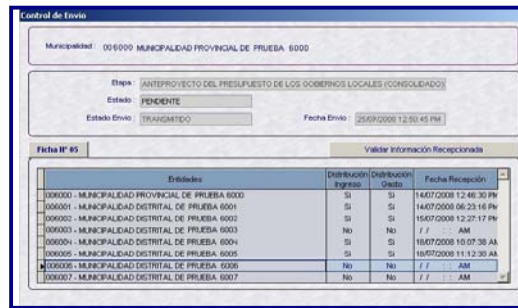 Control de Envío
Municipalidad: 006000 MUNICIPALIDAD PROVINCIAL DE PRUEBA 6000
Etapa: ANTEPROYECTO DEL PRESUPUESTO DE LOS GOBIERNOS LOCALES (CONSOLIDADO)
Estado: PENDIENTE
Estado Envio: TRANSMITIDO Fecha Envio: 25/07/2008 12:50:45 PM
Ficha Nº 05 Validar Información Recepcionada
Entidades Distribución Ingreso Distribución Gasto Fecha Recepción
006000 - MUNICIPALIDAD PROVINCIAL DE PRUEBA 6000 Si Si 14/07/2008 12:46:30 PM
006001 - MUNICIPALIDAD DISTRITAL DE PRUEBA 6001 Si Si 14/07/2008 06:23:16 PM
006002 - MUNICIPALIDAD DISTRITAL DE PRUEBA 6002 Si Si 15/07/2008 12:27:17 PM
006003 - MUNICIPALIDAD DISTRITAL DE PRUEBA 6003 No No / / : : AM
006004 - MUNICIPALIDAD DISTRITAL DE PRUEBA 6004 Si Si 18/07/2008 10:07:38 AM
006005 - MUNICIPALIDAD DISTRITAL DE PRUEBA 6005 Si Si 18/07/2008 11:12:30 AM
006006 - MUNICIPALIDAD DISTRITAL DE PRUEBA 6006 No No / / : : AM
006007 - MUNICIPALIDAD DISTRITAL DE PRUEBA 6007 No No / / : : AM